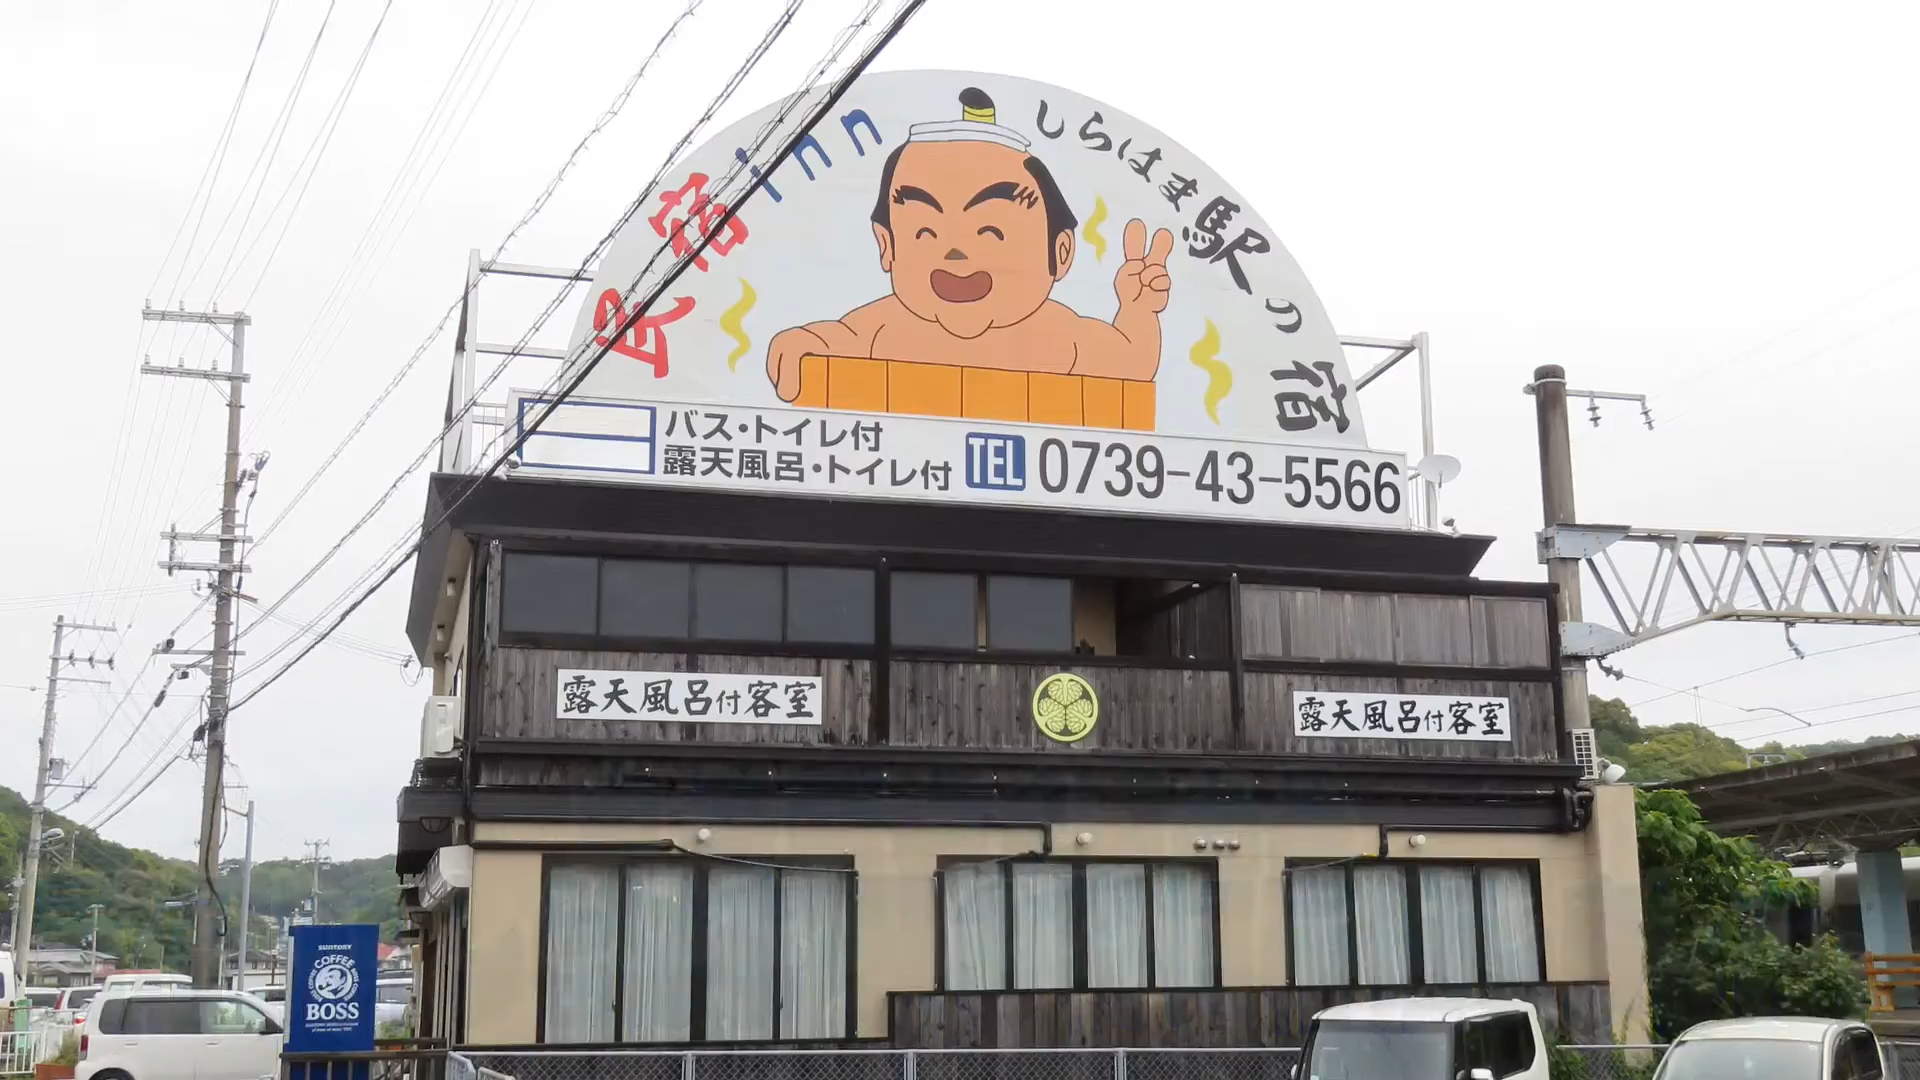 民宿inn
しらはま駅の宿
バス・トイレ付
露天風呂・トイレ付
TEL 0739-43-5566
露天風呂付客室
露天風呂付客室
SUNTORY
COFFEE
BOSS